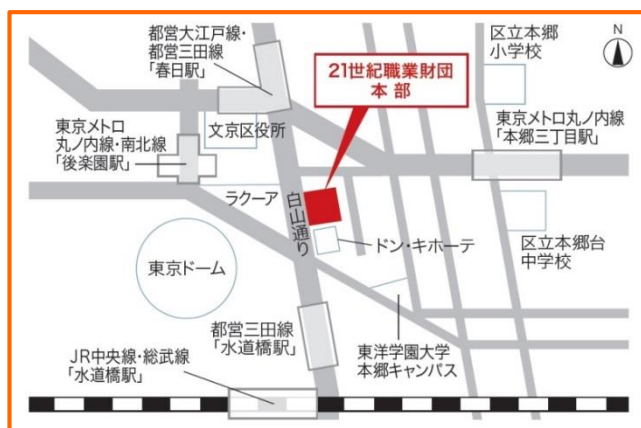 都営大江戸線・
都営三田線
「春日駅」
21世紀職業財団
本部
区立本郷
小学校
N
文京区役所
東京メトロ
丸ノ内線・南北線
「後楽園駅」
東京メトロ丸ノ内線
「本郷三丁目駅」
ラクーア
白山通り
ドン・キホーテ
区立本郷台
中学校
東京ドーム
都営三田線
「水道橋駅」
東洋学園大学
本郷キャンパス
JR中央線・総武線
「水道橋駅」